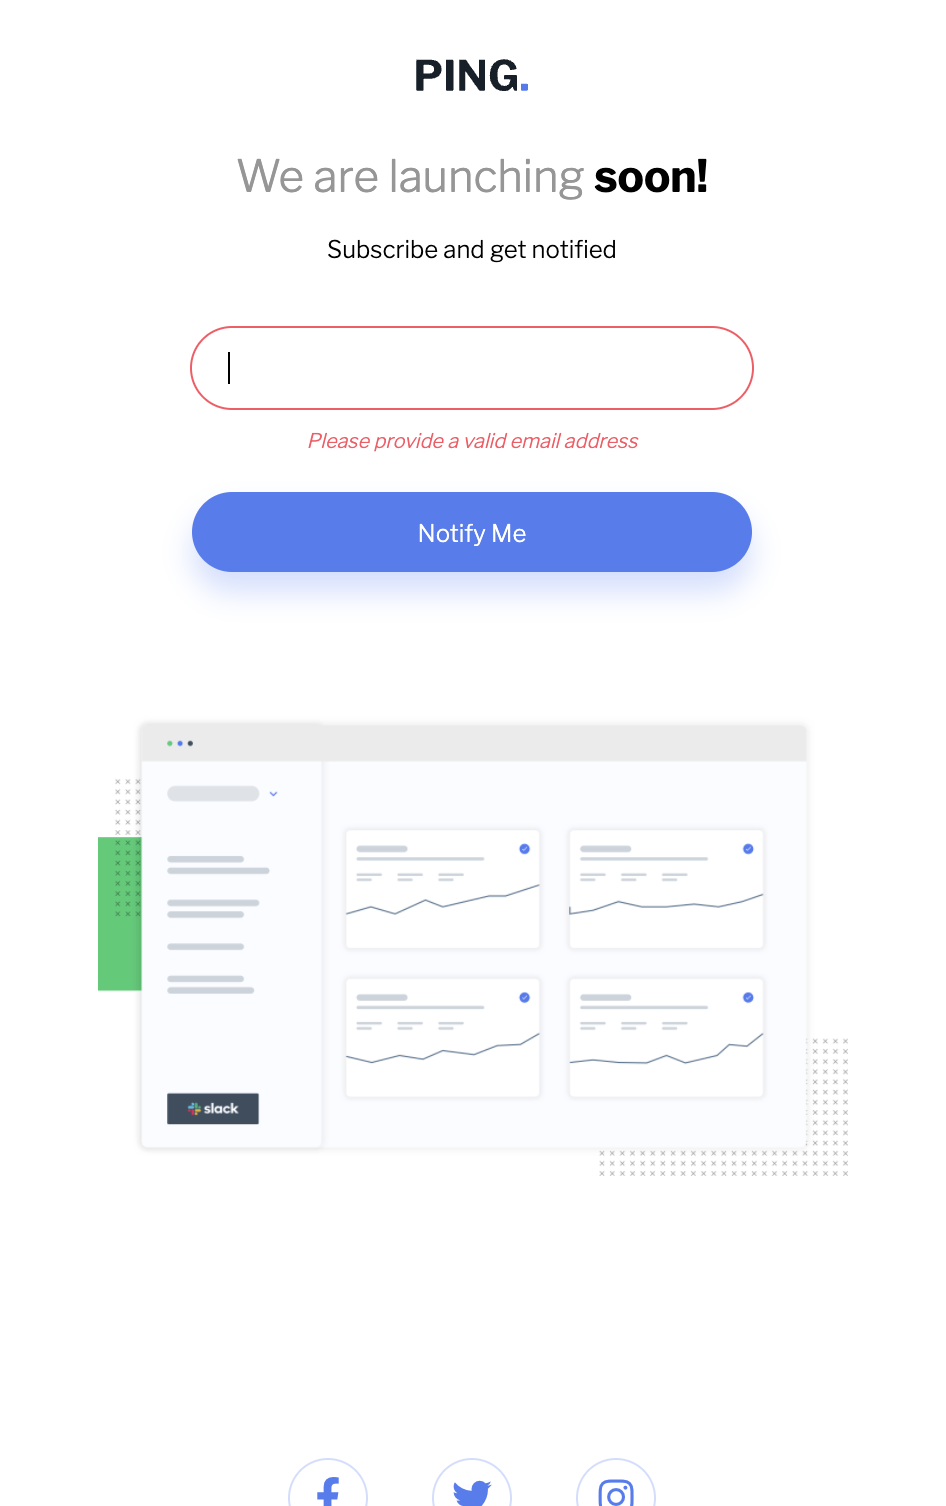 PING.
We are launching soon!
Subscribe and get notified
Please provide a valid email address
Notify Me
slack